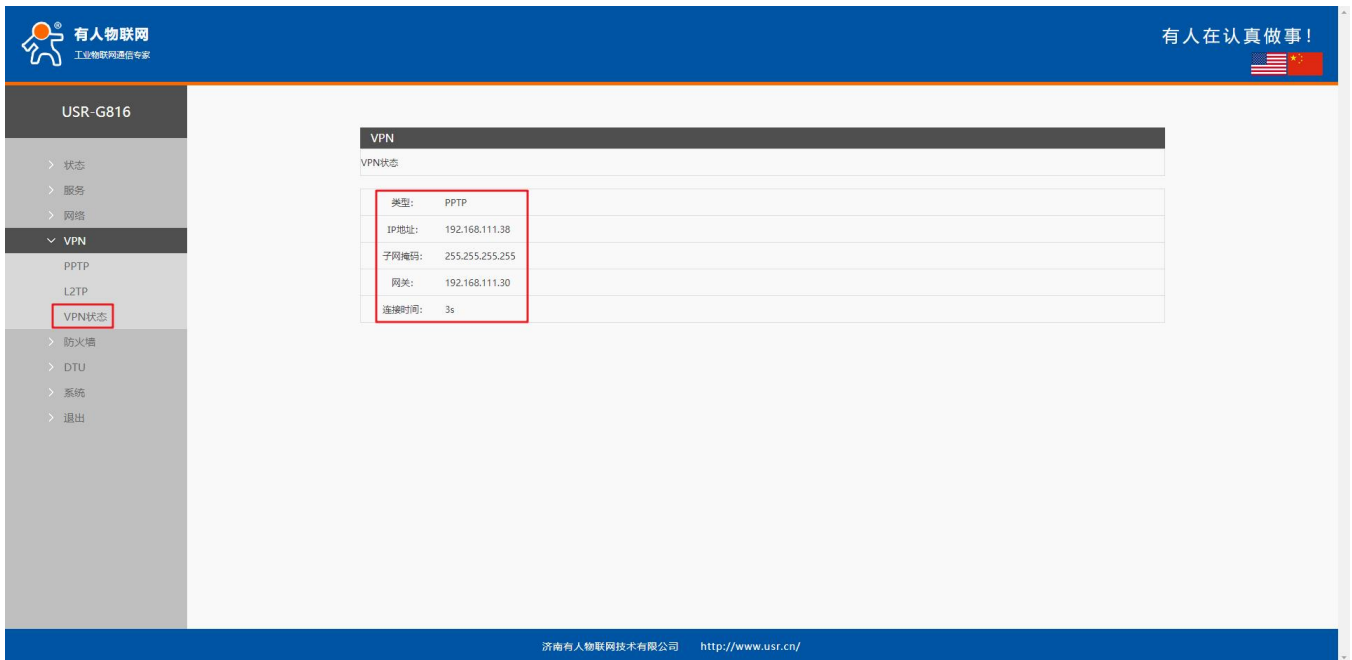 有人物联网
工业物联网通信专家
有人在认真做事！
USR-G816
状态
服务
网络
VPN
PPTP
L2TP
VPN状态
防火墙
DTU
系统
退出
VPN
VPN状态
类型: PPTP
IP地址: 192.168.111.38
子网掩码: 255.255.255.255
网关: 192.168.111.30
连接时间: 3s
济南有人物联网技术有限公司 http://www.usr.cn/